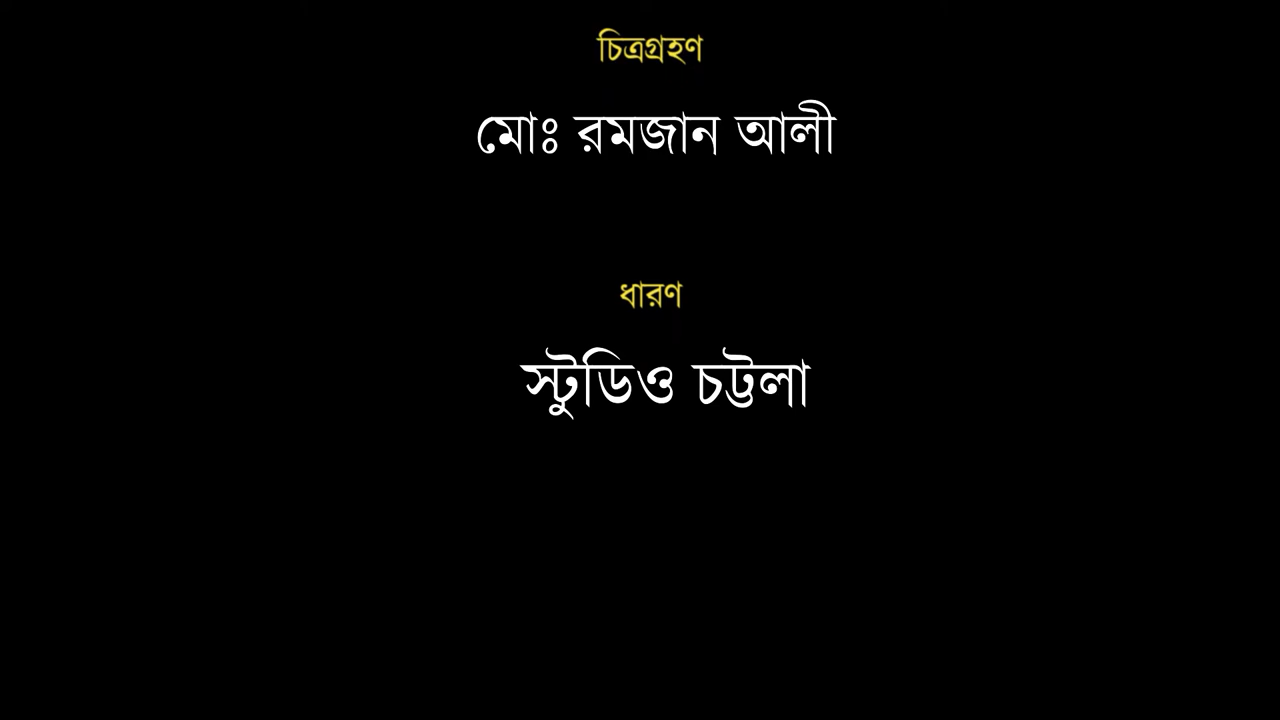 চিত্রগ্রহণ
মোঃ রমজান আলী
ধারণ
স্টুডিও চট্টলা